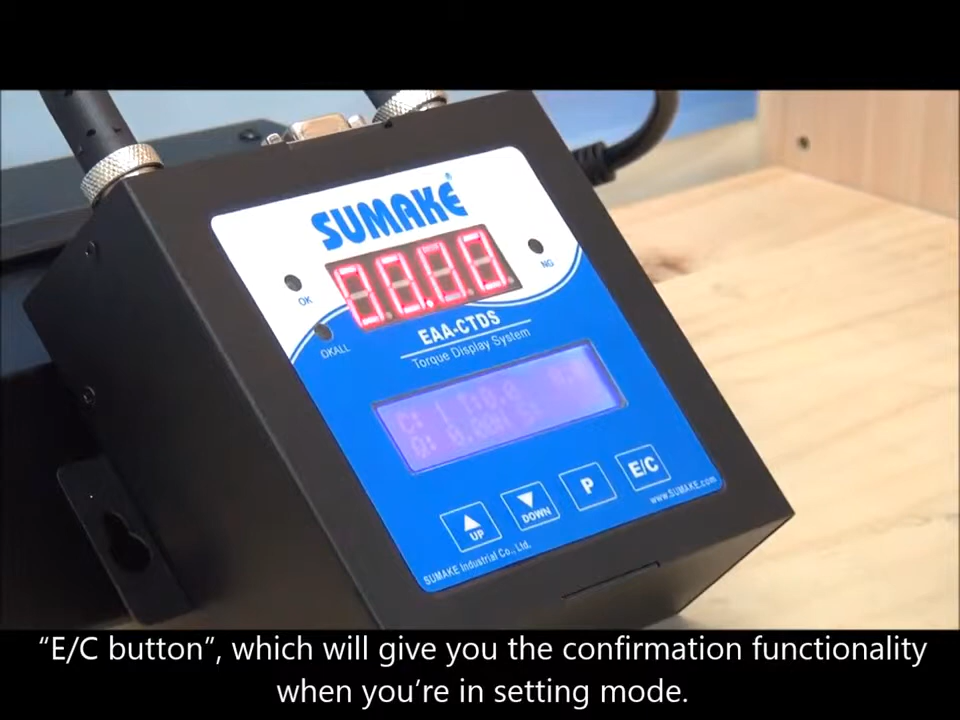 SUMAKE®
OK
NG
OKALL
EAA-CTDS
Torque Display System
UP
DOWN
P
E/C
SUMAKE Industrial Co., Ltd.
www.SUMAKE.com
“E/C button”, which will give you the confirmation functionality
when you’re in setting mode.